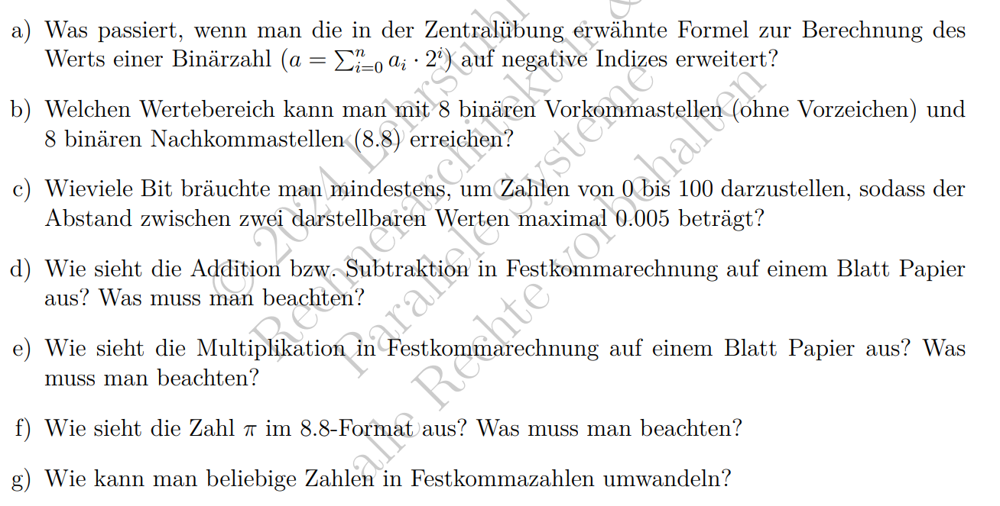 a) Was passiert, wenn man die in der Zentralübung erwähnte Formel zur Berechnung des
Werts einer Binärzahl (a = ∑ⁿᵢ₌₀ aᵢ · 2ⁱ) auf negative Indizes erweitert?
b) Welchen Wertebereich kann man mit 8 binären Vorkommastellen (ohne Vorzeichen) und
8 binären Nachkommastellen (8.8) erreichen?
c) Wieviele Bit bräuchte man mindestens, um Zahlen von 0 bis 100 darzustellen, sodass der
Abstand zwischen zwei darstellbaren Werten maximal 0.005 beträgt?
d) Wie sieht die Addition bzw. Subtraktion in Festkommarechnung auf einem Blatt Papier
aus? Was muss man beachten?
e) Wie sieht die Multiplikation in Festkommarechnung auf einem Blatt Papier aus? Was
muss man beachten?
f) Wie sieht die Zahl π im 8.8-Format aus? Was muss man beachten?
g) Wie kann man beliebige Zahlen in Festkommazahlen umwandeln?
© 2024 Lehrstuhl
Rechnerarchitektur &
Parallele Systeme
alle Rechte vorbehalten